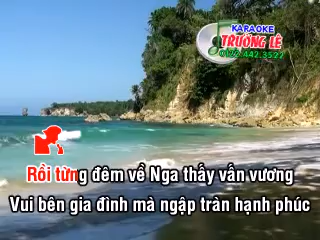 KARAOKE
TRƯỜNG LÊ
Rồi từng đêm về Nga thấy vấn vương
Vui bên gia đình mà ngập tràn hạnh phúc